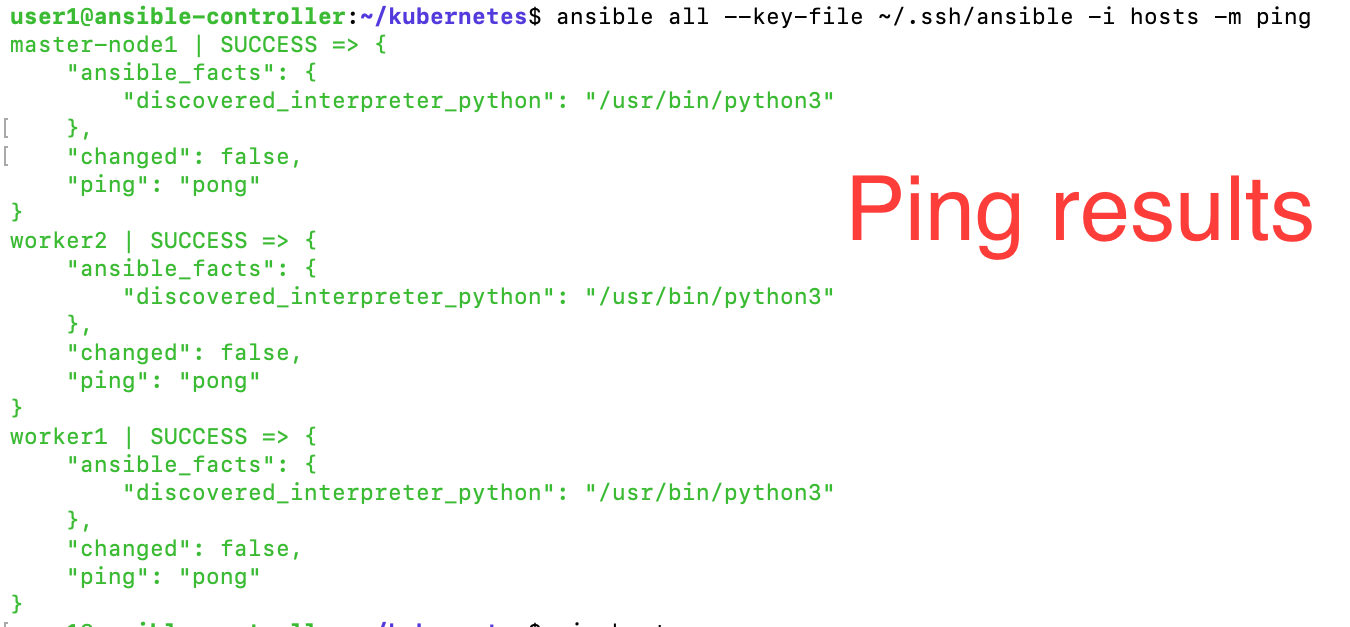 user1@ansible-controller:~/kubernetes$ ansible all --key-file ~/.ssh/ansible -i hosts -m ping
master-node1 | SUCCESS => {
    "ansible_facts": {
        "discovered_interpreter_python": "/usr/bin/python3"
[    },
[    "changed": false,
    "ping": "pong"
}
Ping results
worker2 | SUCCESS => {
    "ansible_facts": {
        "discovered_interpreter_python": "/usr/bin/python3"
    },
    "changed": false,
    "ping": "pong"
}
worker1 | SUCCESS => {
    "ansible_facts": {
        "discovered_interpreter_python": "/usr/bin/python3"
    },
    "changed": false,
    "ping": "pong"
}